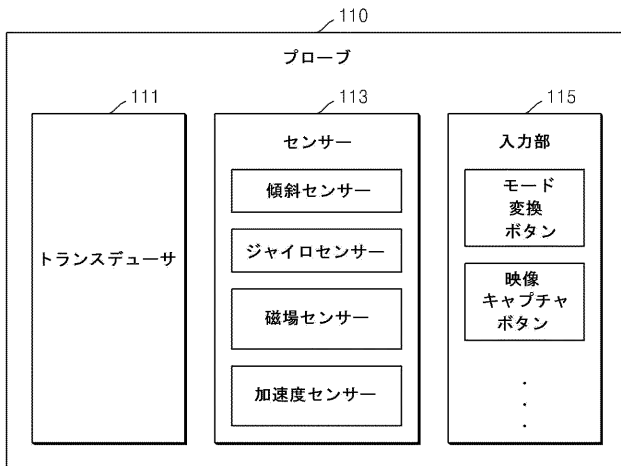 110
プローブ
111
トランスデューサ
113
センサー
傾斜センサー
ジャイロセンサー
磁場センサー
加速度センサー
115
入力部
モード
変換
ボタン
映像
キャプチャ
ボタン